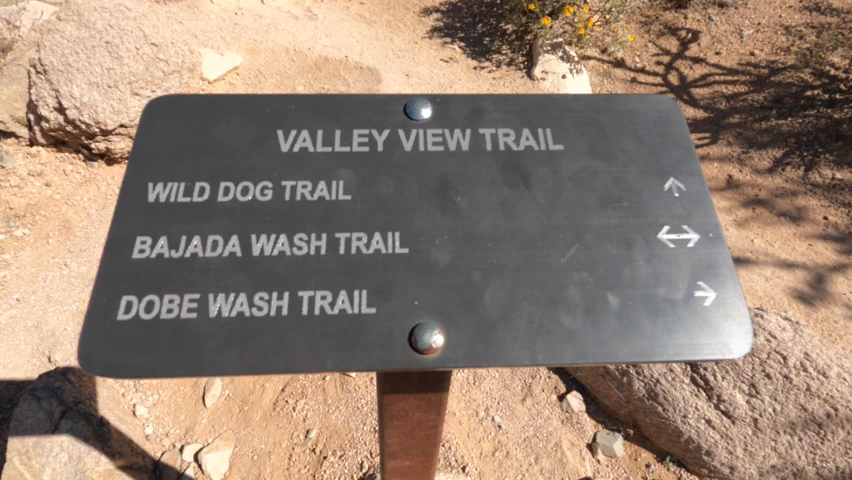 VALLEY VIEW TRAIL
WILD DOG TRAIL ↑
BAJADA WASH TRAIL ↔
DOBE WASH TRAIL →